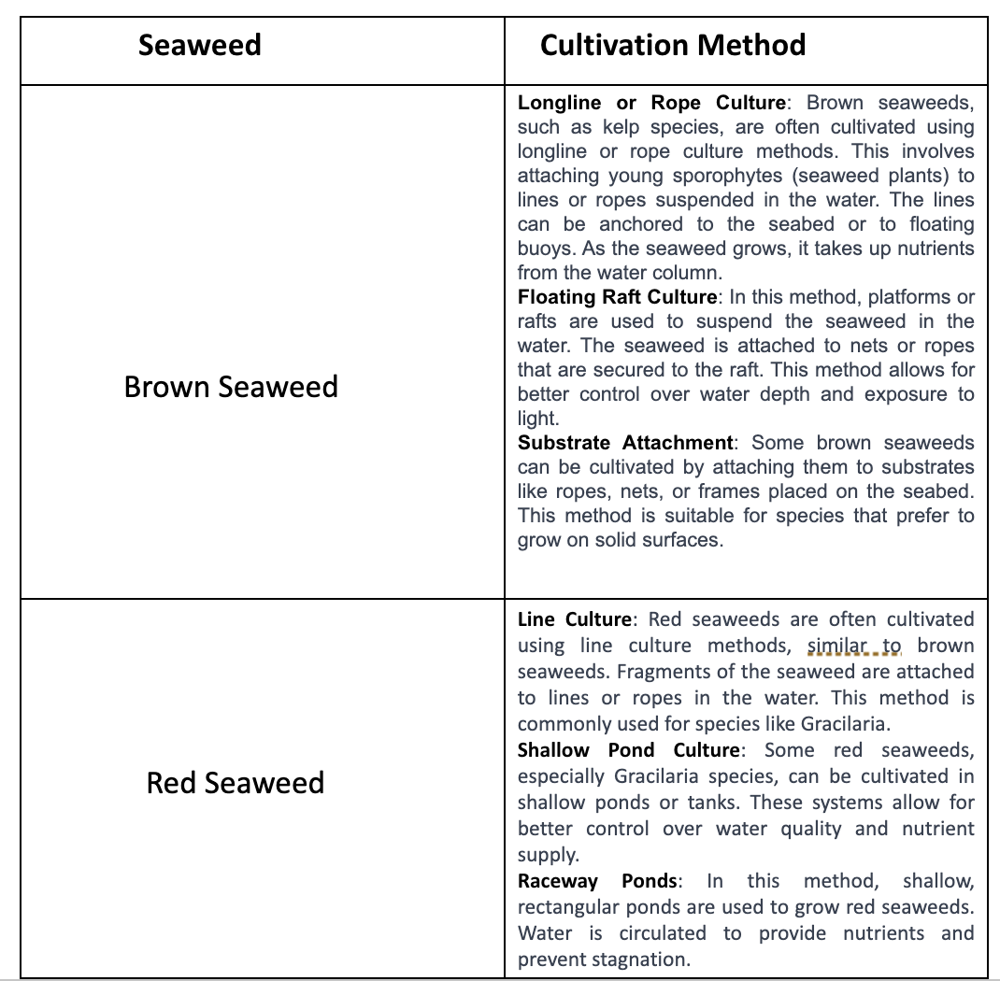 Seaweed
Cultivation Method
Brown Seaweed
Longline or Rope Culture: Brown seaweeds,
such as kelp species, are often cultivated using
longline or rope culture methods. This involves
attaching young sporophytes (seaweed plants) to
lines or ropes suspended in the water. The lines
can be anchored to the seabed or to floating
buoys. As the seaweed grows, it takes up nutrients
from the water column.
Floating Raft Culture: In this method, platforms or
rafts are used to suspend the seaweed in the
water. The seaweed is attached to nets or ropes
that are secured to the raft. This method allows for
better control over water depth and exposure to
light.
Substrate Attachment: Some brown seaweeds
can be cultivated by attaching them to substrates
like ropes, nets, or frames placed on the seabed.
This method is suitable for species that prefer to
grow on solid surfaces.
Red Seaweed
Line Culture: Red seaweeds are often cultivated
using line culture methods, similar to brown
seaweeds. Fragments of the seaweed are attached
to lines or ropes in the water. This method is
commonly used for species like Gracilaria.
Shallow Pond Culture: Some red seaweeds,
especially Gracilaria species, can be cultivated in
shallow ponds or tanks. These systems allow for
better control over water quality and nutrient
supply.
Raceway Ponds: In this method, shallow,
rectangular ponds are used to grow red seaweeds.
Water is circulated to provide nutrients and
prevent stagnation.